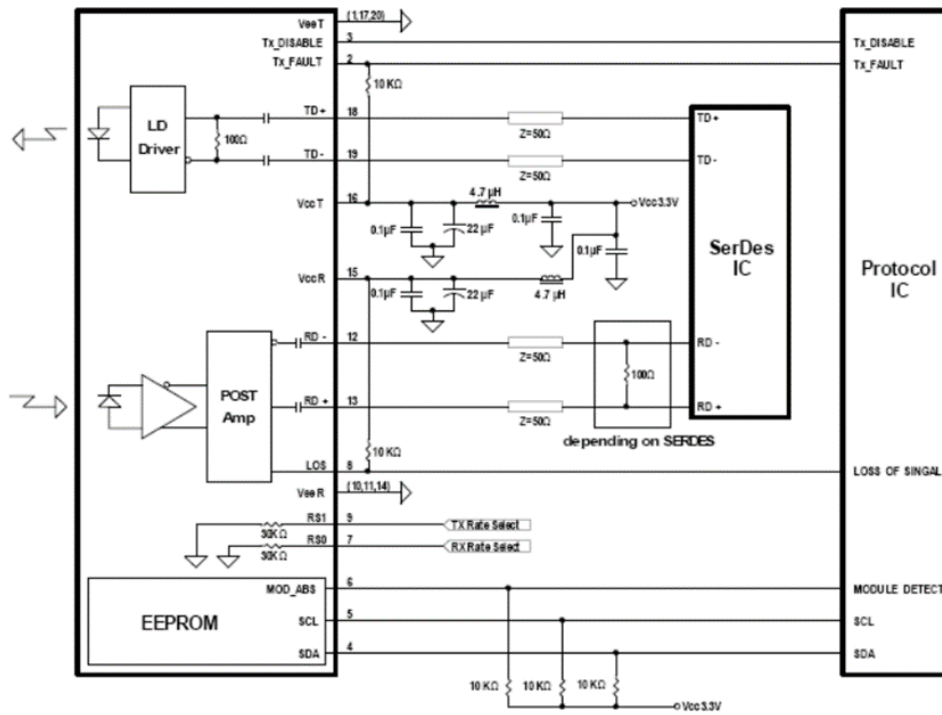 VeeT (1,17,20)
Tx_DISABLE 3 Tx_DISABLE
Tx_FAULT 2 Tx_FAULT
10 KΩ
LD
Driver
100Ω
TD+ 18 TD+
Z=50Ω
TD- 19 TD-
Z=50Ω
4.7 µH
VccT 16 Vcc3.3V
0.1µF 22 µF 0.1µF 0.1µF
SerDes
IC
Protocol
IC
VccR 15
0.1µF 22 µF 4.7 µH
RD - 12 RD -
Z=50Ω
100Ω
POST
Amp
RD + 13 RD +
Z=50Ω
depending on SERDES
10 KΩ
LOS 8 LOSS OF SINGAL
VeeR (10,11,14)
RS1 9 TX Rate Select
30KΩ
RS0 7 RX Rate Select
30KΩ
MOD_ABS 6 MODULE DETECT
EEPROM
SCL 5 SCL
SDA 4 SDA
10 KΩ 10 KΩ 10 KΩ
Vcc3.3V